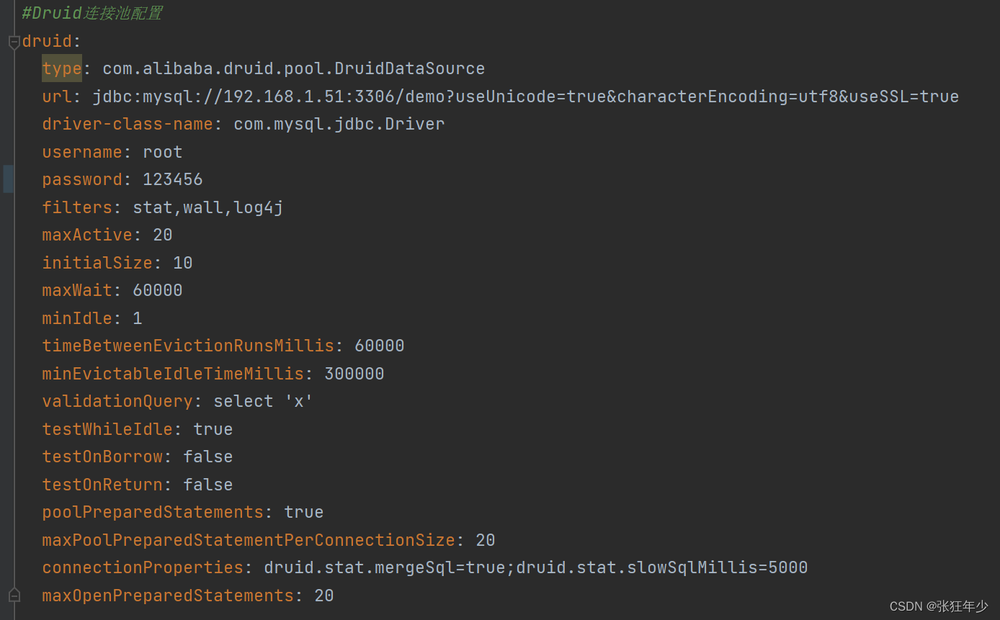 #Druid连接池配置
druid:
type: com.alibaba.druid.pool.DruidDataSource
url: jdbc:mysql://192.168.1.51:3306/demo?useUnicode=true&characterEncoding=utf8&useSSL=true
driver-class-name: com.mysql.jdbc.Driver
username: root
password: 123456
filters: stat,wall,log4j
maxActive: 20
initialSize: 10
maxWait: 60000
minIdle: 1
timeBetweenEvictionRunsMillis: 60000
minEvictableIdleTimeMillis: 300000
validationQuery: select 'x'
testWhileIdle: true
testOnBorrow: false
testOnReturn: false
poolPreparedStatements: true
maxPoolPreparedStatementPerConnectionSize: 20
connectionProperties: druid.stat.mergeSql=true;druid.stat.slowSqlMillis=5000
maxOpenPreparedStatements: 20
CSDN @张狂年少